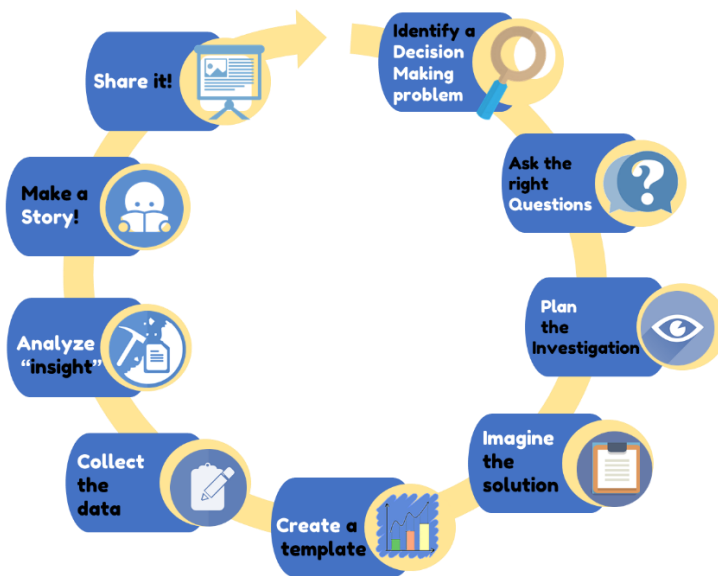 Identify a
Decision
Making
problem
Ask the
right
Questions
?
Plan
the
Investigation
Imagine
the
solution
Create a
template
Collect
the
data
Analyze
“insight”
Make a
Story!
Share it!